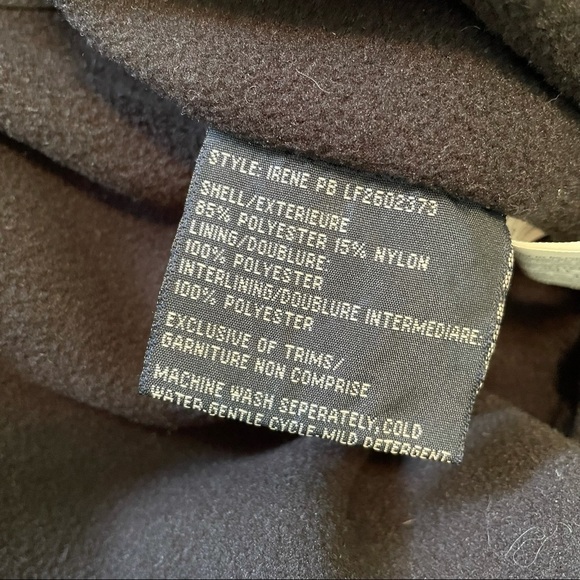 STYLE: IRENE PB LF2602373
SHELL/EXTERIEURE
85% POLYESTER 15% NYLON
LINING/DOUBLURE:
100% POLYESTER
INTERLINING/DOUBLURE INTERMEDIARE:
100% POLYESTER
EXCLUSIVE OF TRIMS/
GARNITURE NON COMPRISE
MACHINE WASH SEPERATELY,COLD
WATER.GENTLE CYCLE.MILD DETERGENT.